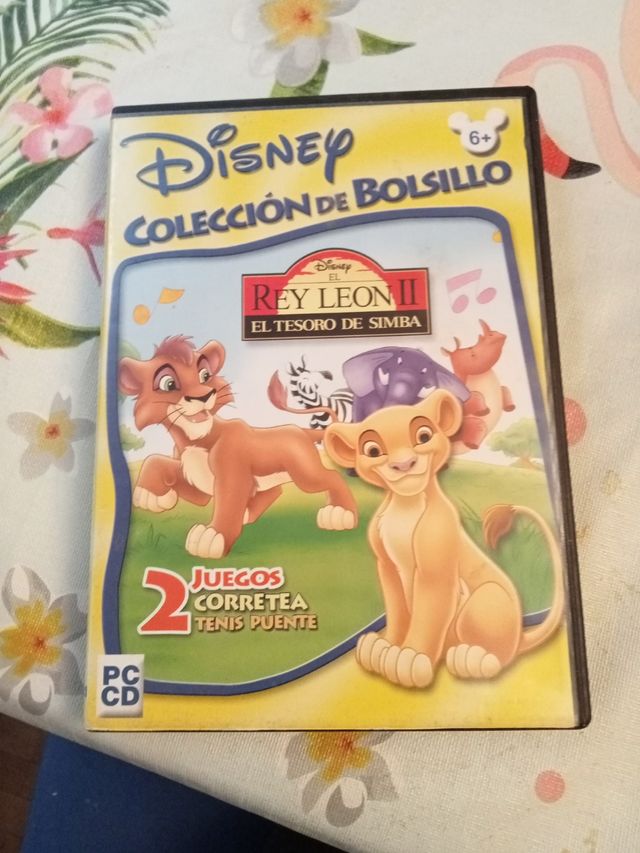 Disney
6+
COLECCIÓN DE BOLSILLO
Disney
EL
REY LEON II
EL TESORO DE SIMBA
2 JUEGOS
CORRETEA
TENIS PUENTE
PC
CD